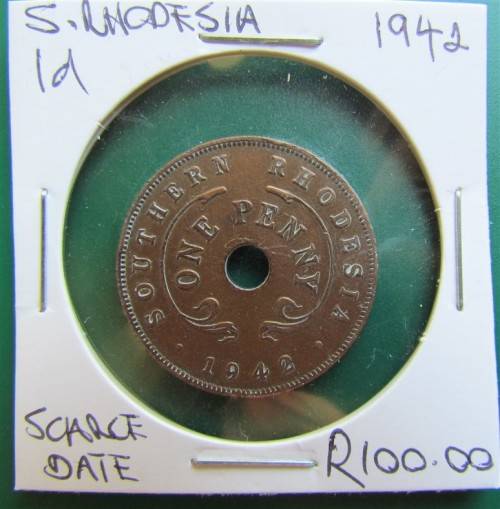 S. RHODESIA 1942
1d
SOUTHERN RHODESIA
ONE PENNY
· 1942 ·
SCARCE
DATE
R100.00